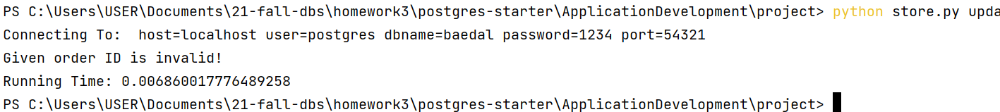 PS C:\Users\USER\Documents\21-fall-dbs\homework3\postgres-starter\ApplicationDevelopment\project> python store.py upda
Connecting To:  host=localhost user=postgres dbname=baedal password=1234 port=54321
Given order ID is invalid!
Running Time: 0.006860017776489258
PS C:\Users\USER\Documents\21-fall-dbs\homework3\postgres-starter\ApplicationDevelopment\project>